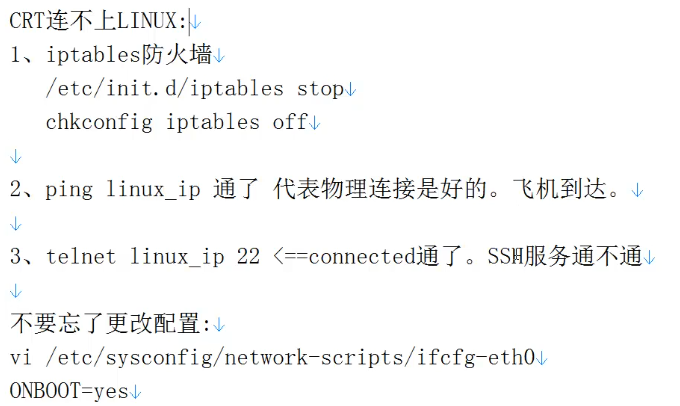 CRT连不上LINUX:
1、iptables防火墙
/etc/init.d/iptables stop
chkconfig iptables off
2、ping linux_ip 通了 代表物理连接是好的。飞机到达。
3、telnet linux_ip 22 <==connected通了。SSH服务通不通
不要忘了更改配置:
vi /etc/sysconfig/network-scripts/ifcfg-eth0
ONBOOT=yes